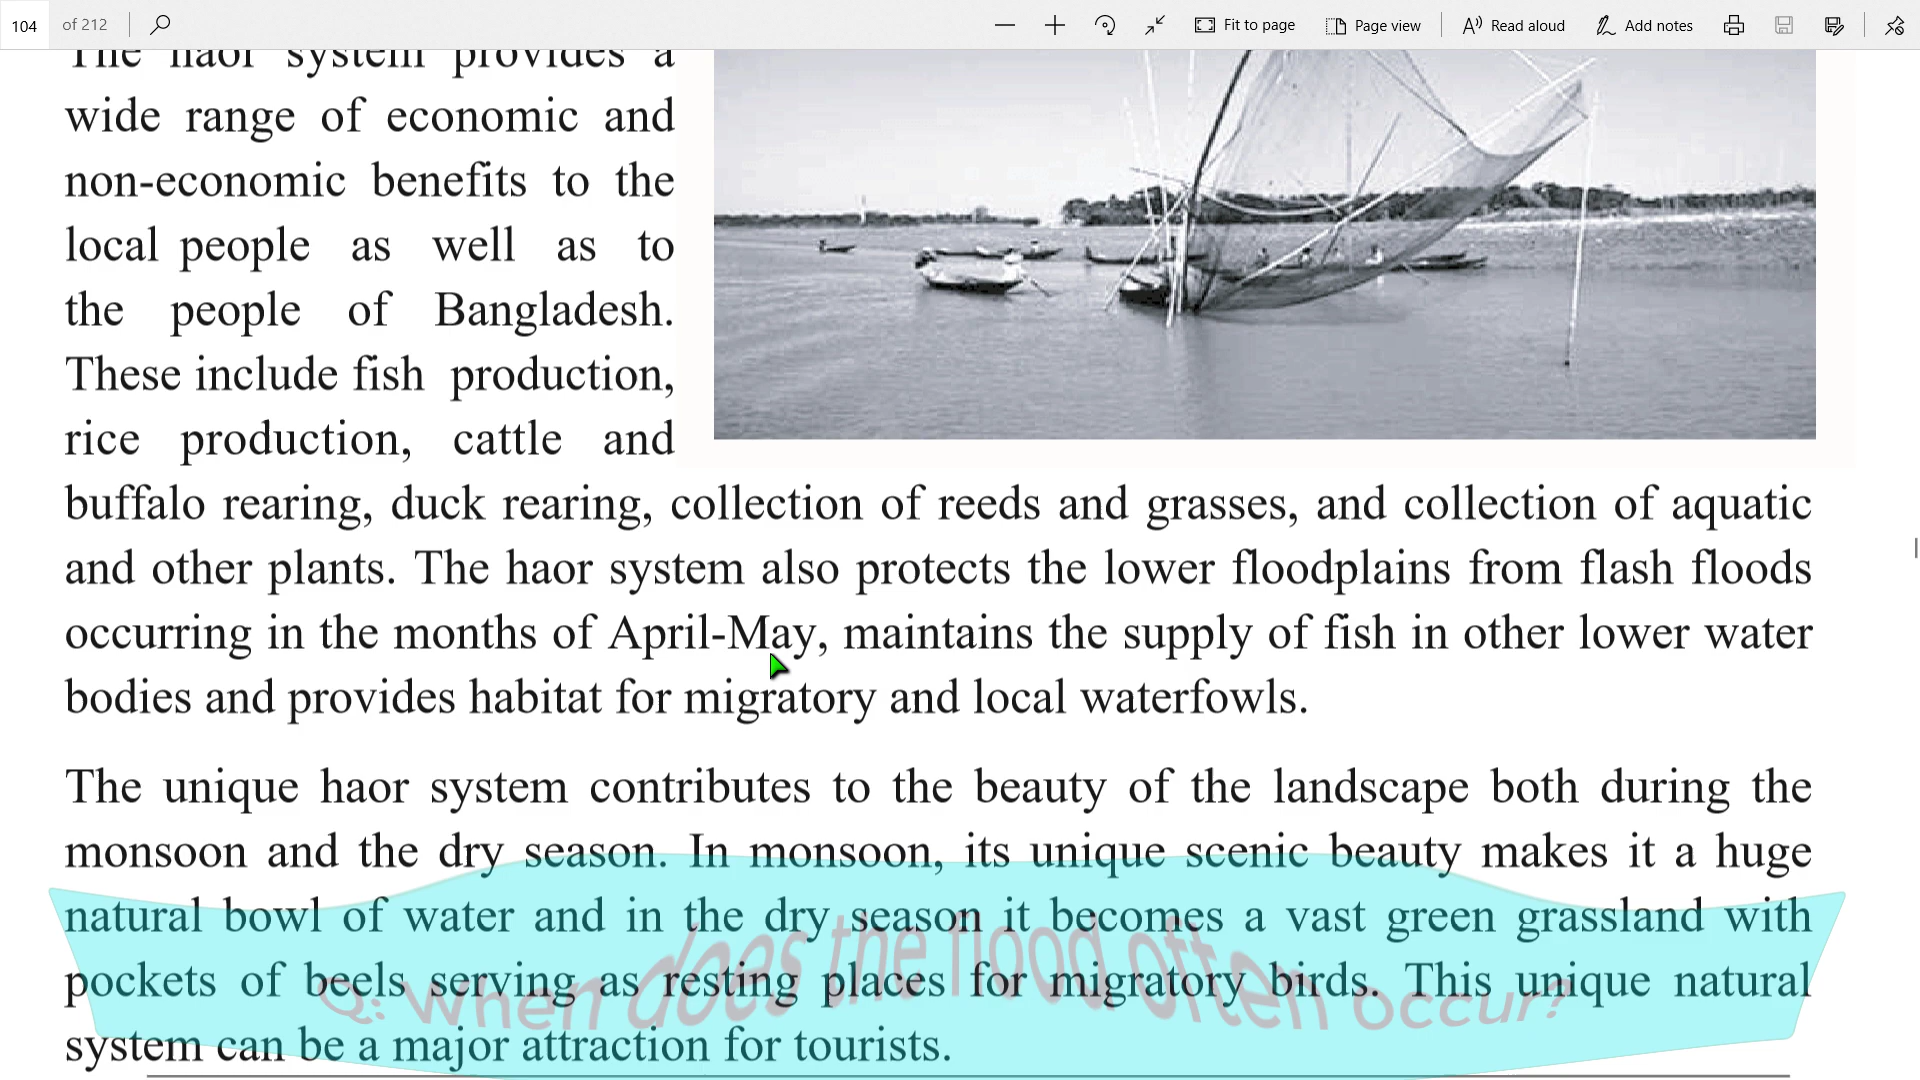 104 of 212 Fit to page Page view Read aloud Add notes
The haor system provides a
wide range of economic and
non-economic benefits to the
local people as well as to
the people of Bangladesh.
These include fish production,
rice production, cattle and
buffalo rearing, duck rearing, collection of reeds and grasses, and collection of aquatic
and other plants. The haor system also protects the lower floodplains from flash floods
occurring in the months of April-May, maintains the supply of fish in other lower water
bodies and provides habitat for migratory and local waterfowls.
The unique haor system contributes to the beauty of the landscape both during the
monsoon and the dry season. In monsoon, its unique scenic beauty makes it a huge
natural bowl of water and in the dry season it becomes a vast green grassland with
pockets of beels serving as resting places for migratory birds. This unique natural
system can be a major attraction for tourists.
Q: When does the flood often occur?